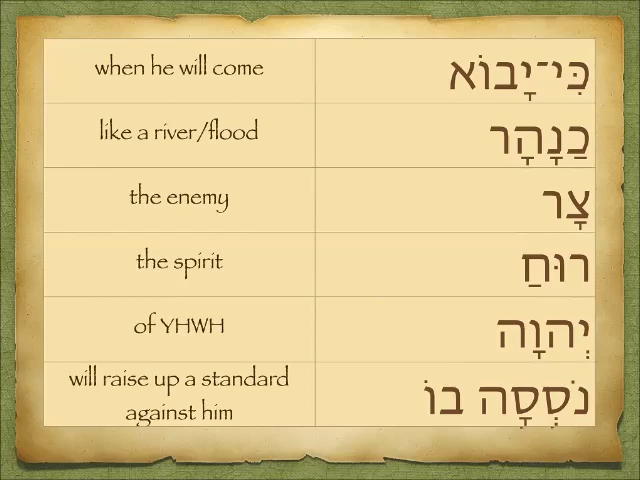 when he will come כִּי־יָבוֹא
like a river/flood כַנָּהָר
the enemy צָר
the spirit רוּחַ
of YHWH יְהוָה
will raise up a standard
against him נֹסְסָה בוֹ